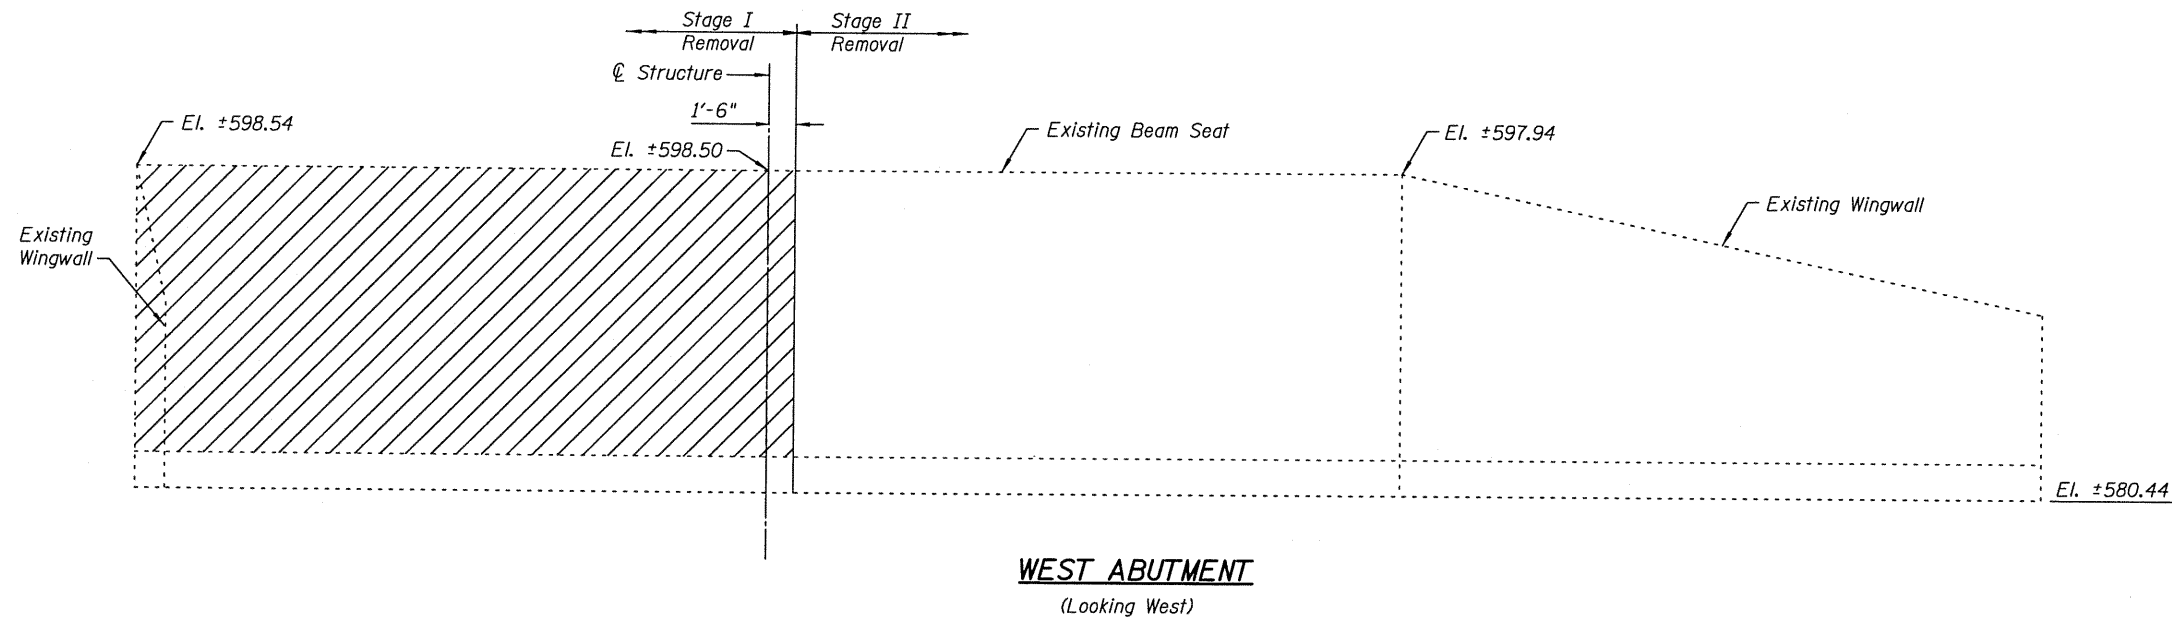 Stage I
Removal
Stage II
Removal
℄ Structure
1'-6"
El. ±598.54
El. ±598.50
Existing Beam Seat
El. ±597.94
Existing Wingwall
Existing
Wingwall
El. ±580.44
WEST ABUTMENT
(Looking West)